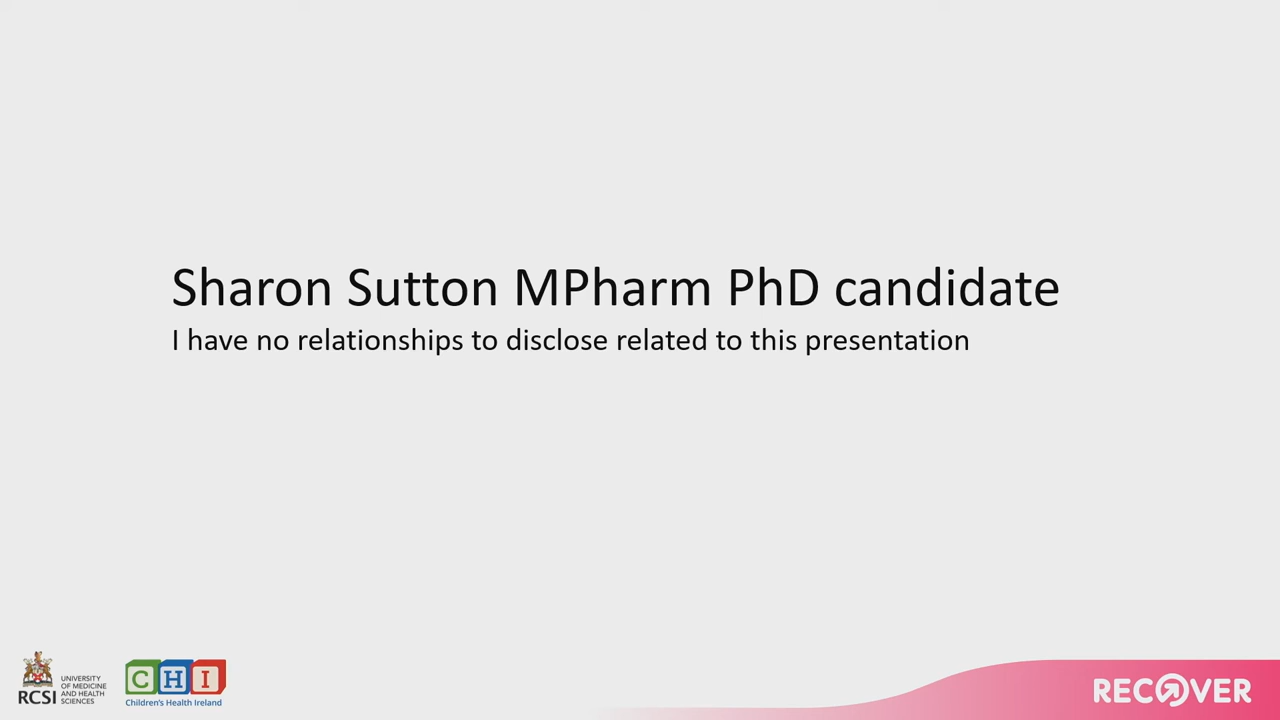 Sharon Sutton MPharm PhD candidate
I have no relationships to disclose related to this presentation
RCSI
UNIVERSITY
OF MEDICINE
AND HEALTH
SCIENCES
CHI
Children's Health Ireland
RECOVER